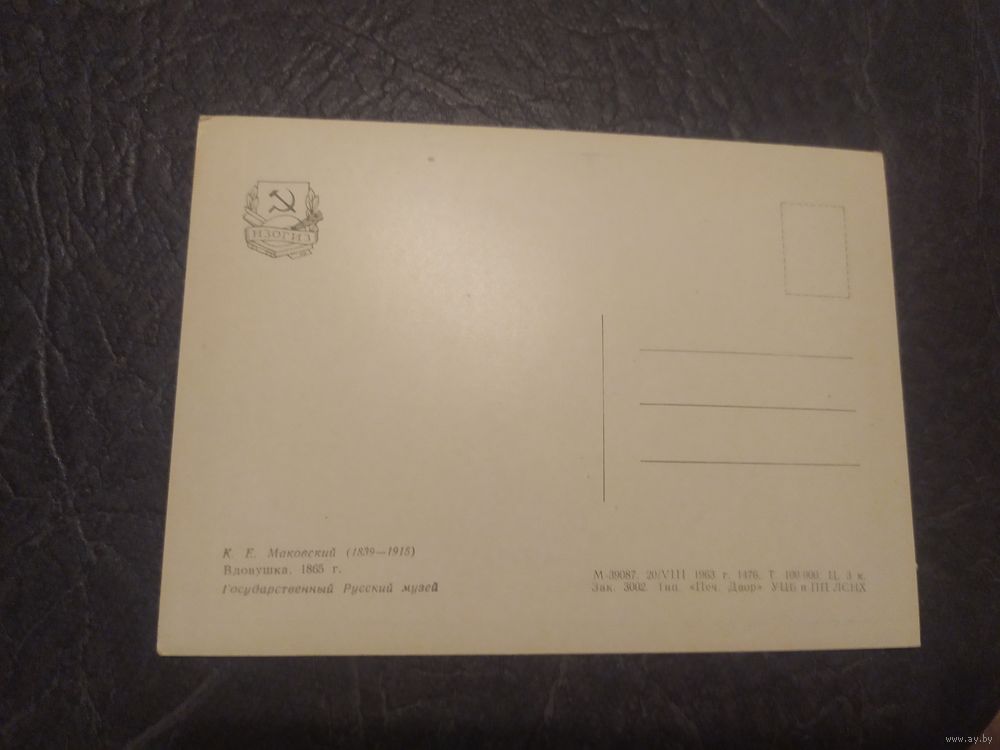 ИЗОГИЗ
К. Е. Маковский (1839—1915)
Вдовушка. 1865 г.
Государственный Русский музей
М-39087. 20/VIII 1963 г. 1476. Т. 100 000. Ц. 3 к.
Зак. 3002. Тип. «Печ. Двор» УЦБ и ПП ЛСНХ
www.ay.by